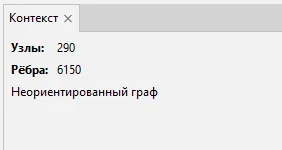 Контекст ×
Узлы: 290
Рёбра: 6150
Неориентированный граф